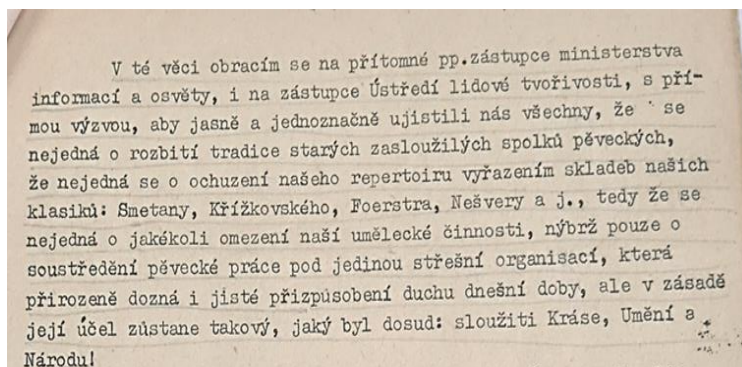 V té věci obracím se na přítomné pp.zástupce ministerstva
informací a osvěty, i na zástupce Ústředí lidové tvořivosti, s pří-
mou výzvou, aby jasně a jednoznačně ujistili nás všechny, že se
nejedná o rozbití tradice starých zasloužilých spolků pěveckých,
že nejedná se o ochuzení našeho repertoiru vyřazením skladeb našich
klasiků: Smetany, Křížkovského, Foerstra, Nešvery a j., tedy že se
nejedná o jakékoli omezení naší umělecké činnosti, nýbrž pouze o
soustředění pěvecké práce pod jedinou střešní organisací, která
přirozeně dozná i jisté přizpůsobení duchu dnešní doby, ale v zásadě
její účel zůstane takový, jaký byl dosud: sloužiti Kráse, Umění a
Národu!